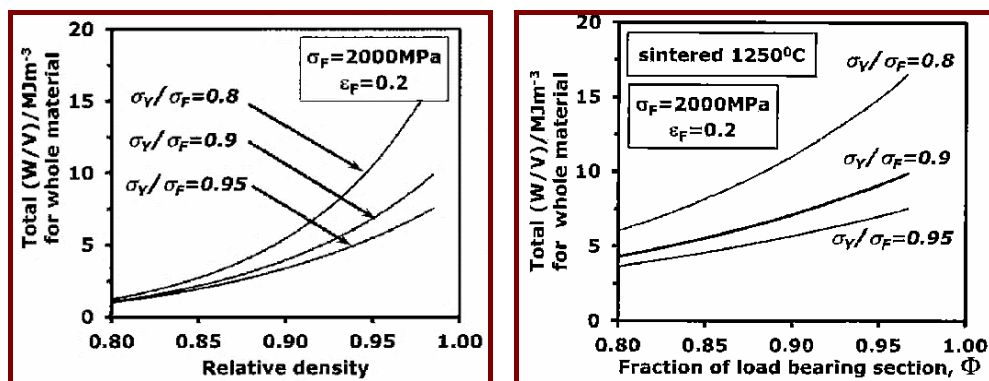 Total (W/V)/MJm⁻³
for whole material
20
15
10
5
0
σF=2000MPa
εF=0.2
σY/σF=0.8
σY/σF=0.9
σY/σF=0.95
0.80 0.85 0.90 0.95 1.00
Relative density
Total (W/V)/MJm⁻³
for whole material
20
15
10
5
0
sintered 1250⁰C
σF=2000MPa
εF=0.2
σY/σF=0.8
σY/σF=0.9
σY/σF=0.95
0.80 0.85 0.90 0.95 1.00
Fraction of load bearing section, Φ